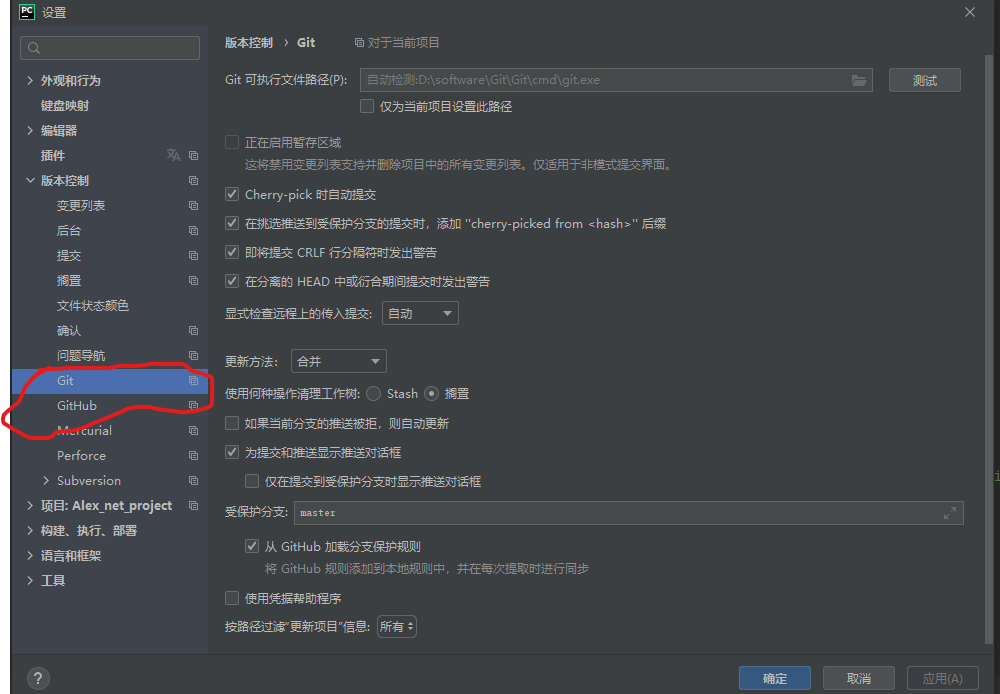 PC 设置
版本控制 › Git 对于当前项目
外观和行为
键盘映射
编辑器
插件
版本控制
变更列表
后台
提交
搁置
文件状态颜色
确认
问题导航
Git
GitHub
Mercurial
Perforce
Subversion
项目: Alex_net_project
构建、执行、部署
语言和框架
工具
Git 可执行文件路径(P): 自动检测:D:\software\Git\Git\cmd\git.exe 测试
仅为当前项目设置此路径
正在启用暂存区域
这将禁用变更列表支持并删除项目中的所有变更列表。仅适用于非模式提交界面。
Cherry-pick 时自动提交
在挑选推送到受保护分支的提交时，添加 "cherry-picked from <hash>" 后缀
即将提交 CRLF 行分隔符时发出警告
在分离的 HEAD 中或衍合期间提交时发出警告
显式检查远程上的传入提交: 自动
更新方法: 合并
使用何种操作清理工作树: Stash 搁置
如果当前分支的推送被拒，则自动更新
为提交和推送显示推送对话框
仅在提交到受保护分支时显示推送对话框
受保护分支: master
从 GitHub 加载分支保护规则
将 GitHub 规则添加到本地规则中，并在每次提取时进行同步
使用凭据帮助程序
按路径过滤“更新项目”信息: 所有
? 确定 取消 应用(A)